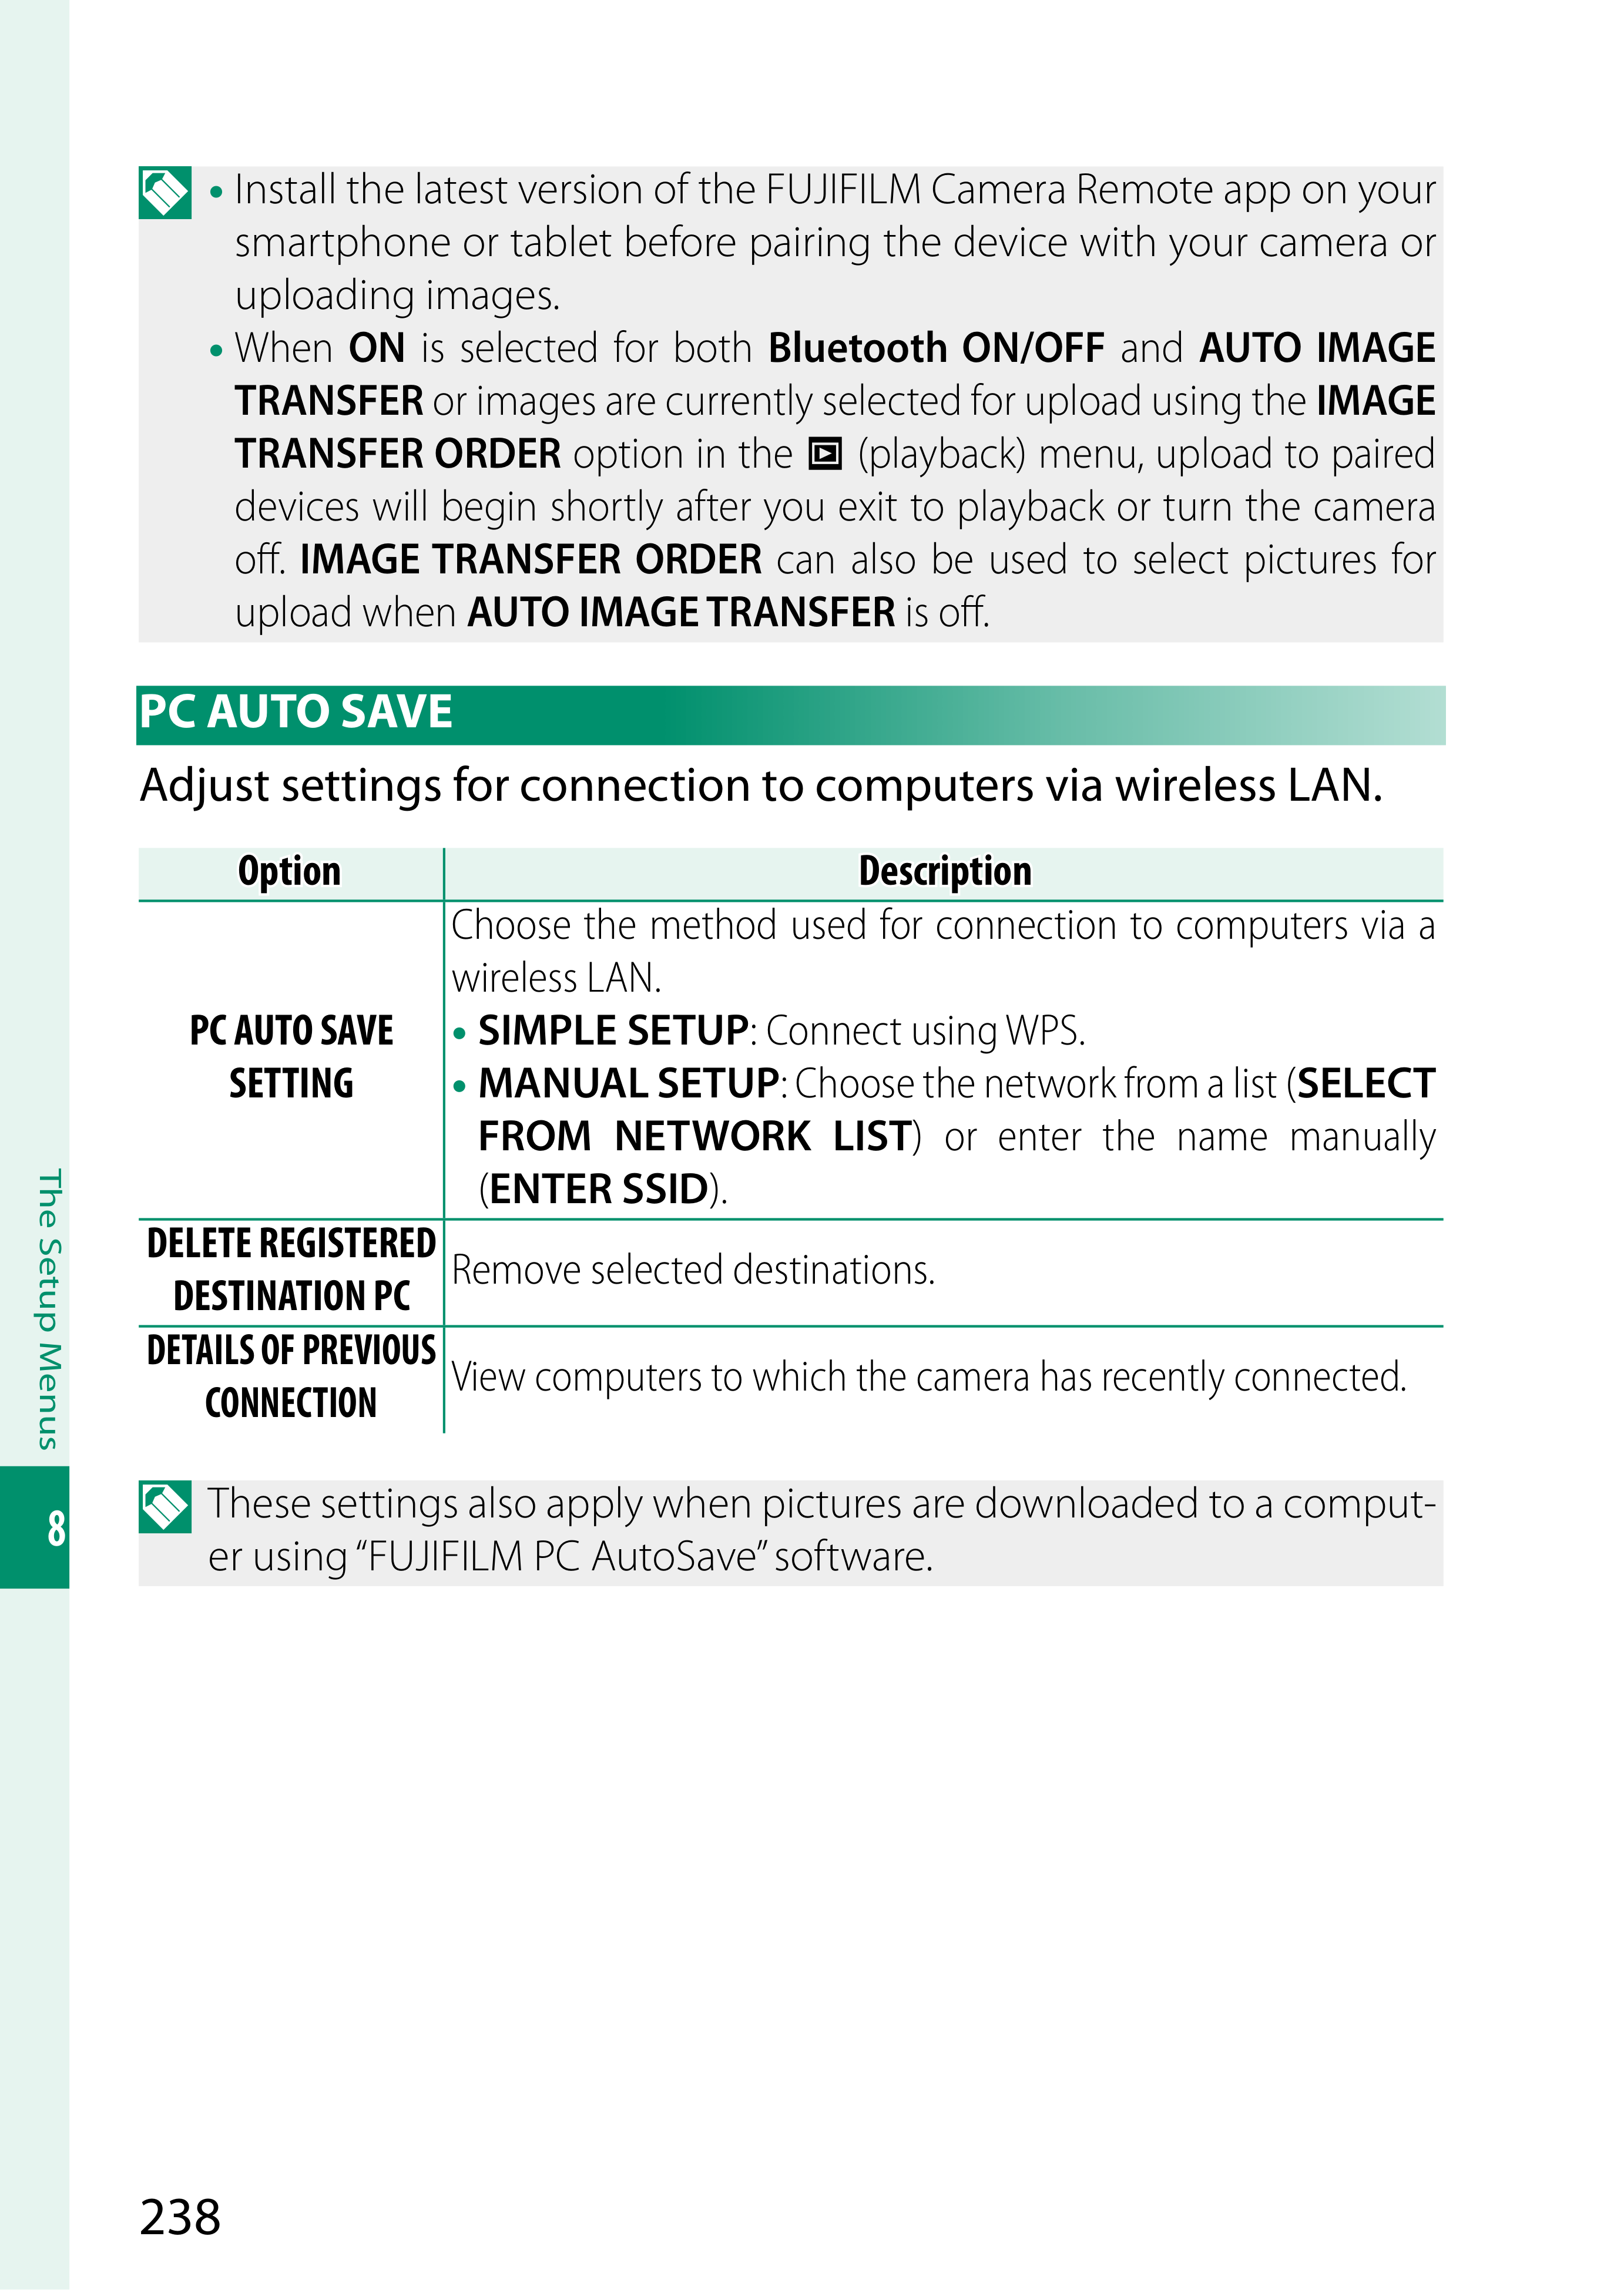 • Install the latest version of the FUJIFILM Camera Remote app on your
smartphone or tablet before pairing the device with your camera or
uploading images.
• When ON is selected for both Bluetooth ON/OFF and AUTO IMAGE
TRANSFER or images are currently selected for upload using the IMAGE
TRANSFER ORDER option in the (playback) menu, upload to paired
devices will begin shortly after you exit to playback or turn the camera
off. IMAGE TRANSFER ORDER can also be used to select pictures for
upload when AUTO IMAGE TRANSFER is off.
PC AUTO SAVE
Adjust settings for connection to computers via wireless LAN.
Option Description
PC AUTO SAVE
SETTING
Choose the method used for connection to computers via a
wireless LAN.
• SIMPLE SETUP: Connect using WPS.
• MANUAL SETUP: Choose the network from a list (SELECT
FROM NETWORK LIST) or enter the name manually
(ENTER SSID).
DELETE REGISTERED
DESTINATION PC
Remove selected destinations.
DETAILS OF PREVIOUS
CONNECTION
View computers to which the camera has recently connected.
These settings also apply when pictures are downloaded to a comput-
er using “FUJIFILM PC AutoSave” software.
The Setup Menus
8
238